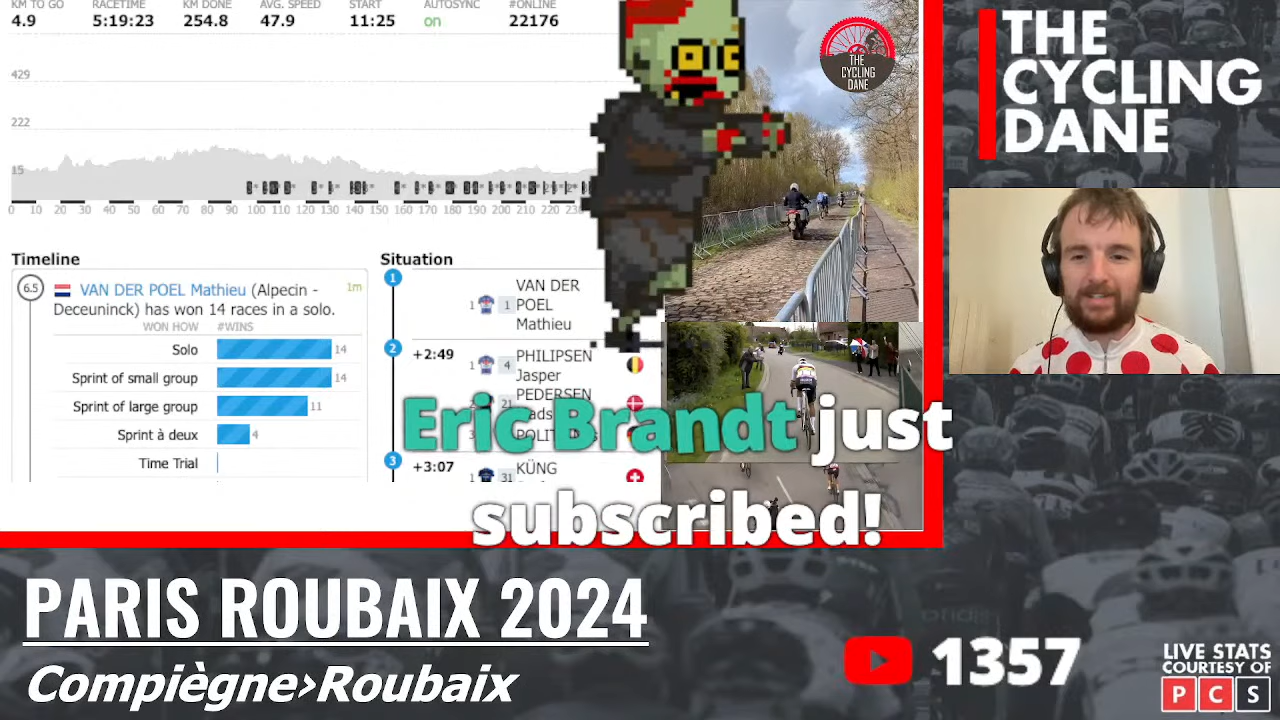 KM TO GO RACETIME KM DONE AVG. SPEED START AUTOSYNC #ONLINE
4.9 5:19:23 254.8 47.9 11:25 on 22176
429
222
15
0 10 20 30 40 50 60 70 80 90 100 110 120 130 140 150 160 170 180 190 200 210 220
THE
CYCLING
DANE
THE
CYCLING
DANE
Timeline
6.5 VAN DER POEL Mathieu (Alpecin - 1m
Deceuninck) has won 14 races in a solo.
WON HOW #WINS
Solo 14
Sprint of small group 14
Sprint of large group 11
Sprint à deux 4
Time Trial
Situation
1
1 1 VAN DER
POEL
Mathieu
2 +2:49
1 4 PHILIPSEN
Jasper
PEDERSEN
3 +3:07
1 31 KÜNG
Eric Brandt just
subscribed!
PARIS ROUBAIX 2024
Compiègne›Roubaix
1357
LIVE STATS
COURTESY OF
PCS